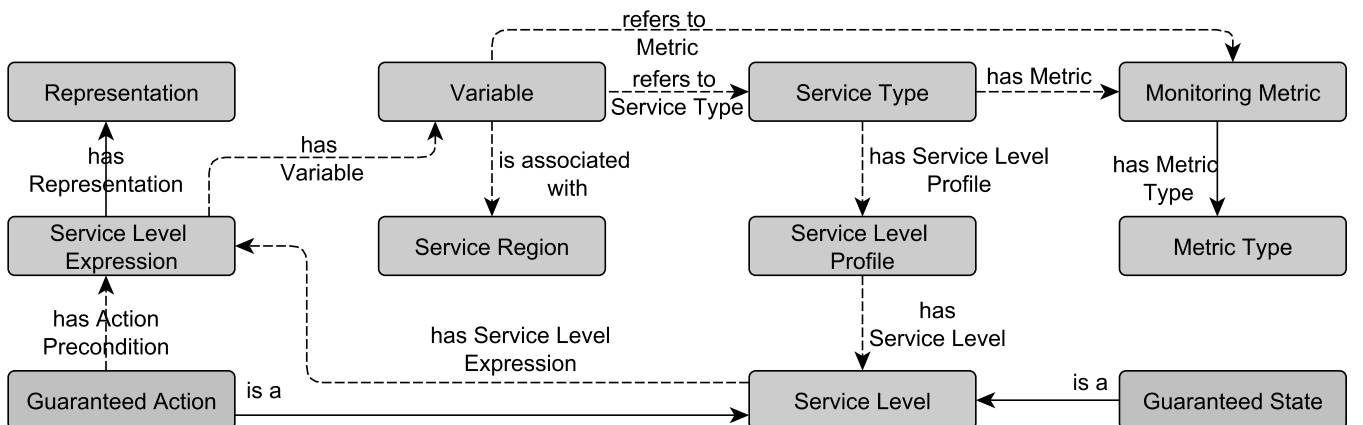 refers to
Metric
Representation
Variable
refers to
Service Type
Service Type
has Metric
Monitoring Metric
has
Representation
has
Variable
is associated
with
has Service Level
Profile
has Metric
Type
Service Level
Expression
Service Region
Service Level
Profile
Metric Type
has Action
Precondition
has Service Level
Expression
has
Service Level
Guaranteed Action
is a
Service Level
is a
Guaranteed State